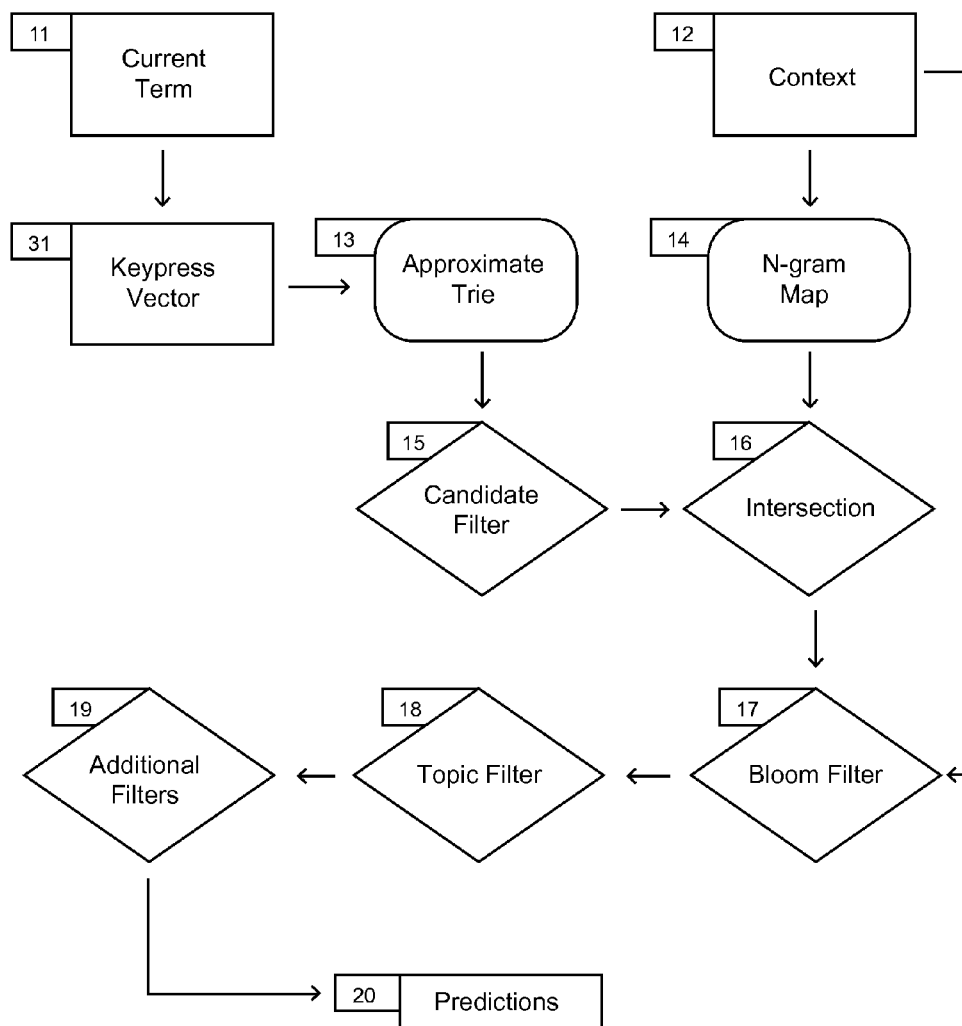 11
Current
Term
12
Context
31
Keypress
Vector
13
Approximate
Trie
14
N-gram
Map
15
Candidate
Filter
16
Intersection
19
Additional
Filters
18
Topic Filter
17
Bloom Filter
20
Predictions